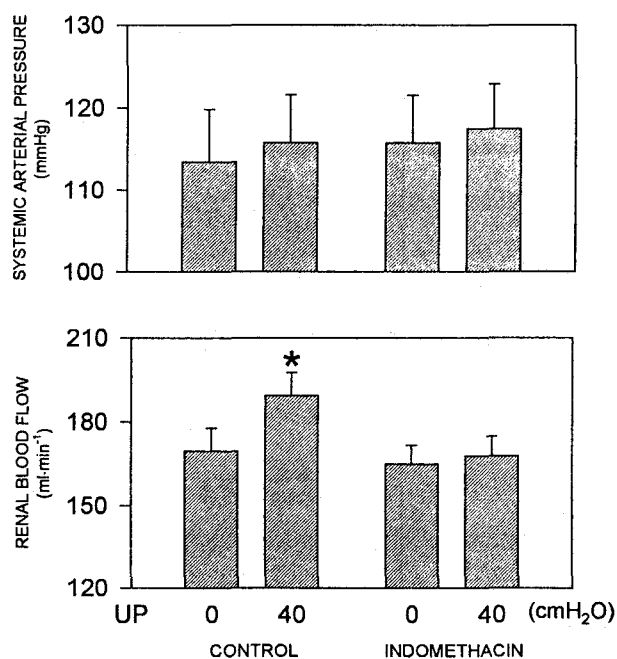 SYSTEMIC ARTERIAL PRESSURE
(mmHg)
130
120
110
100
RENAL BLOOD FLOW
(ml·min⁻¹)
210
180
150
120
*
UP 0 40 0 40 (cmH₂O)
CONTROL INDOMETHACIN